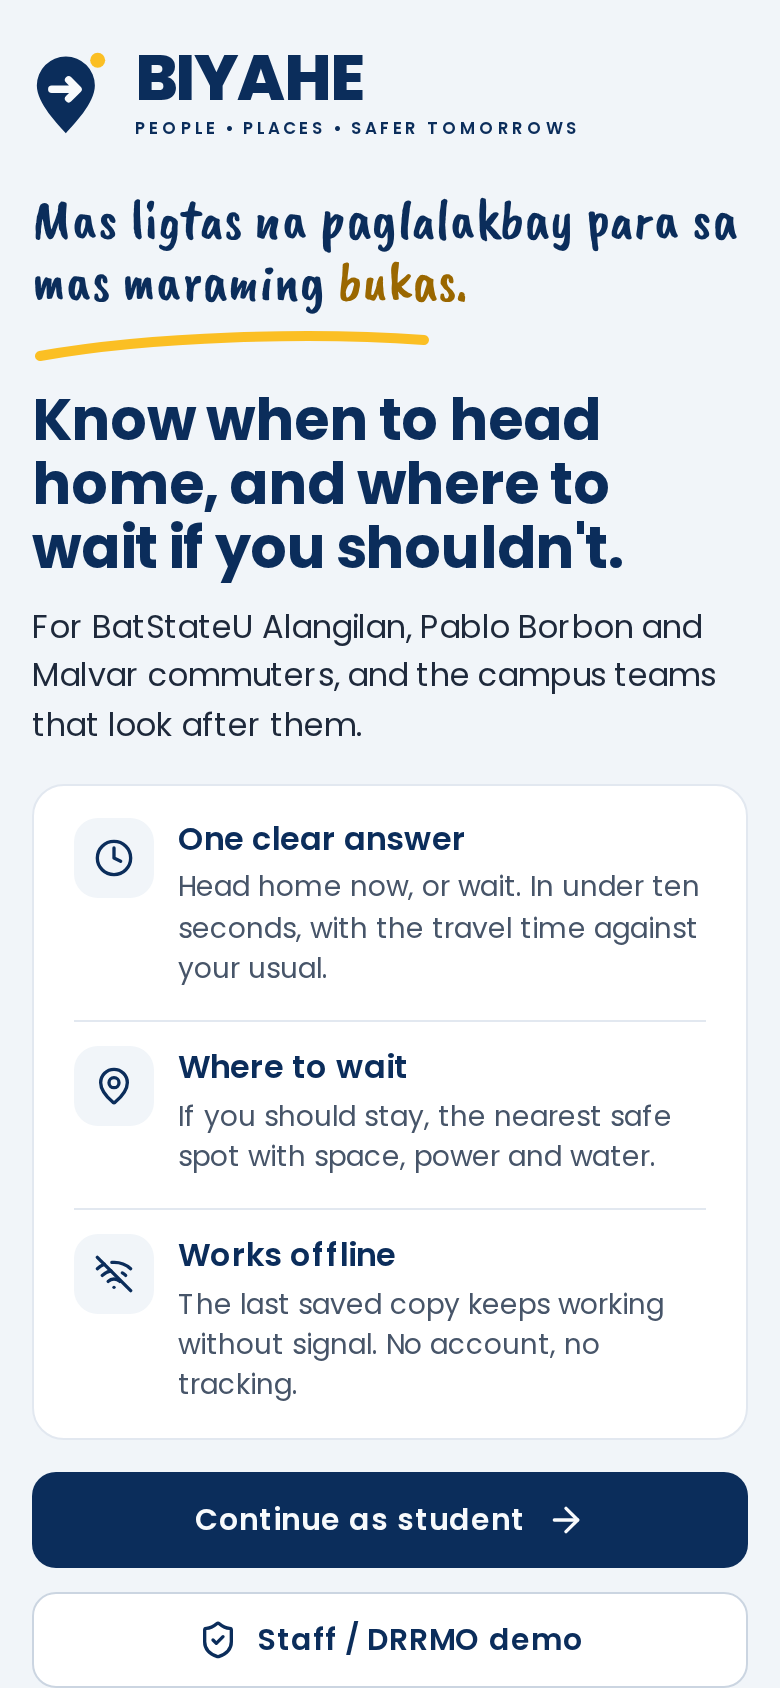 BIYAHE
PEOPLE • PLACES • SAFER TOMORROWS
Mas ligtas na paglalakbay para sa
mas maraming bukas.
Know when to head
home, and where to
wait if you shouldn't.
For BatStateU Alangilan, Pablo Borbon and
Malvar commuters, and the campus teams
that look after them.
One clear answer
Head home now, or wait. In under ten
seconds, with the travel time against
your usual.
Where to wait
If you should stay, the nearest safe
spot with space, power and water.
Works offline
The last saved copy keeps working
without signal. No account, no
tracking.
Continue as student
Staff / DRRMO demo